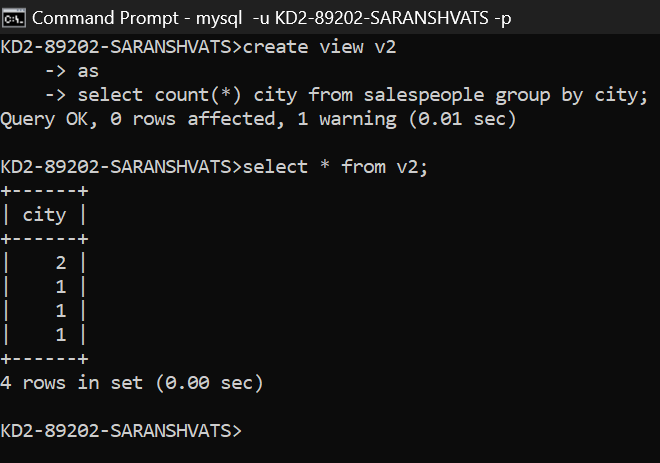 Command Prompt - mysql  -u KD2-89202-SARANSHVATS -p
KD2-89202-SARANSHVATS>create view v2
    -> as
    -> select count(*) city from salespeople group by city;
Query OK, 0 rows affected, 1 warning (0.01 sec)

KD2-89202-SARANSHVATS>select * from v2;
+------+
| city |
+------+
|    2 |
|    1 |
|    1 |
|    1 |
+------+
4 rows in set (0.00 sec)

KD2-89202-SARANSHVATS>